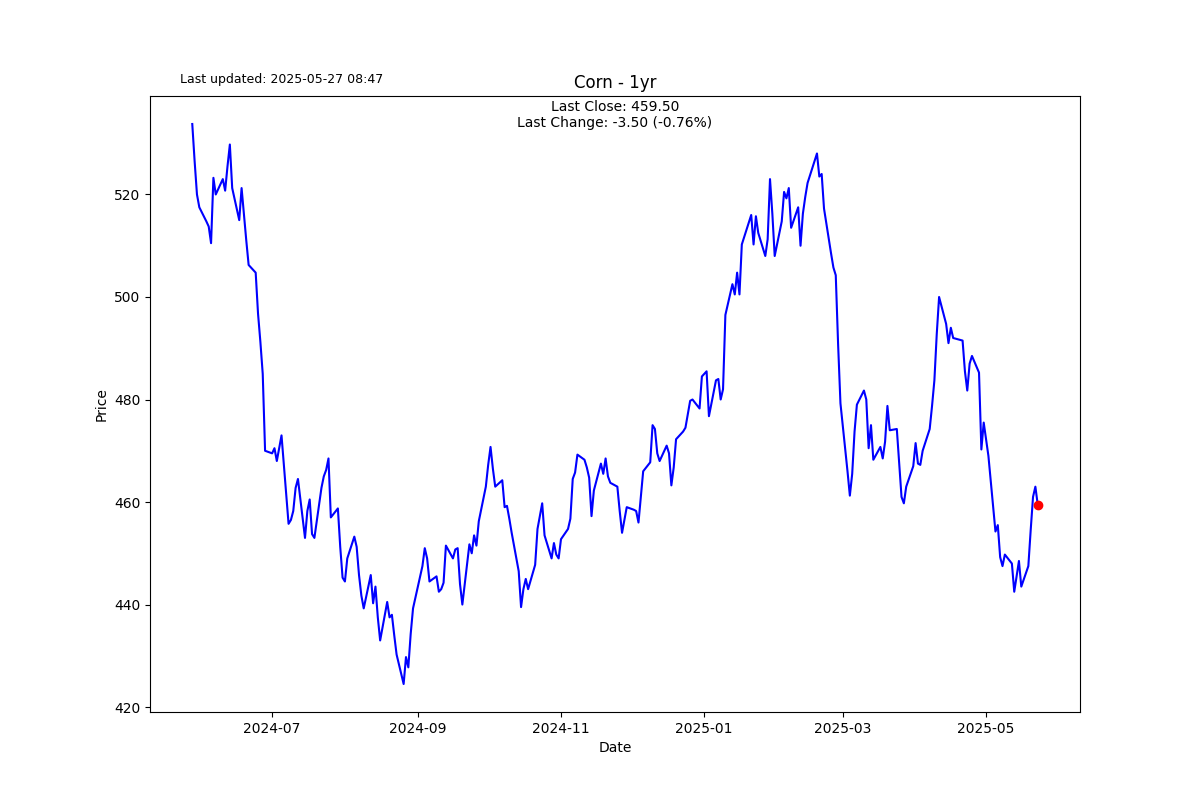 Last updated: 2025-05-27 08:47
Corn - 1yr
Last Close: 459.50
Last Change: -3.50 (-0.76%)
520
500
480
460
440
420
Price
2024-07
2024-09
2024-11
2025-01
2025-03
2025-05
Date